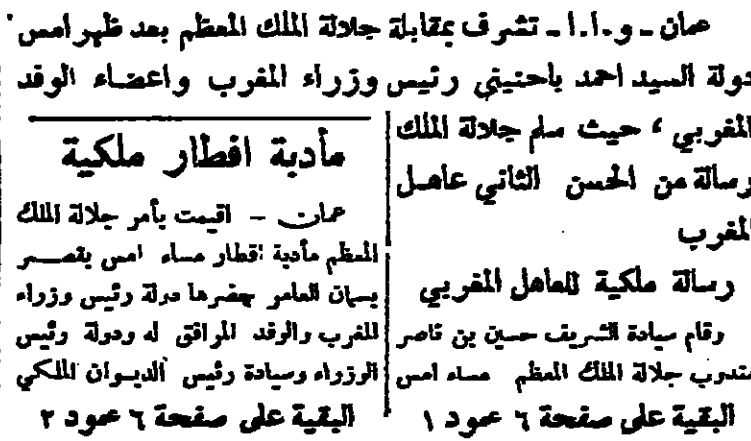 عمان ـ و.أ.ا ـ تشرف بمقابلة جلالة الملك المعظم بعد ظهر امس
دولة السيد احمد باحنيني رئيس وزراء المغرب واعضاء الوفد
المغربي ، حيث سلم جلالة الملك
رسالة من الحسن الثاني عاهل
المغرب
رسالة ملكية للعاهل المغربي
وقام سيادة الشريف حسين بن ناصر
مندوب جلالة الملك المعظم مساء امس
البقية على صفحة ٦ عمود ١
مأدبة افطار ملكية
عمان – اقيمت بأمر جلالة الملك
المعظم مأدبة افطار مساء امس بقصـــر
بسمان العامر حضرها دولة رئيس وزراء
المغرب والوفد المرافق له ودولة رئيس
الوزراء وسيادة رئيس الديـوان الملكي
البقية على صفحة ٦ عمود ٢